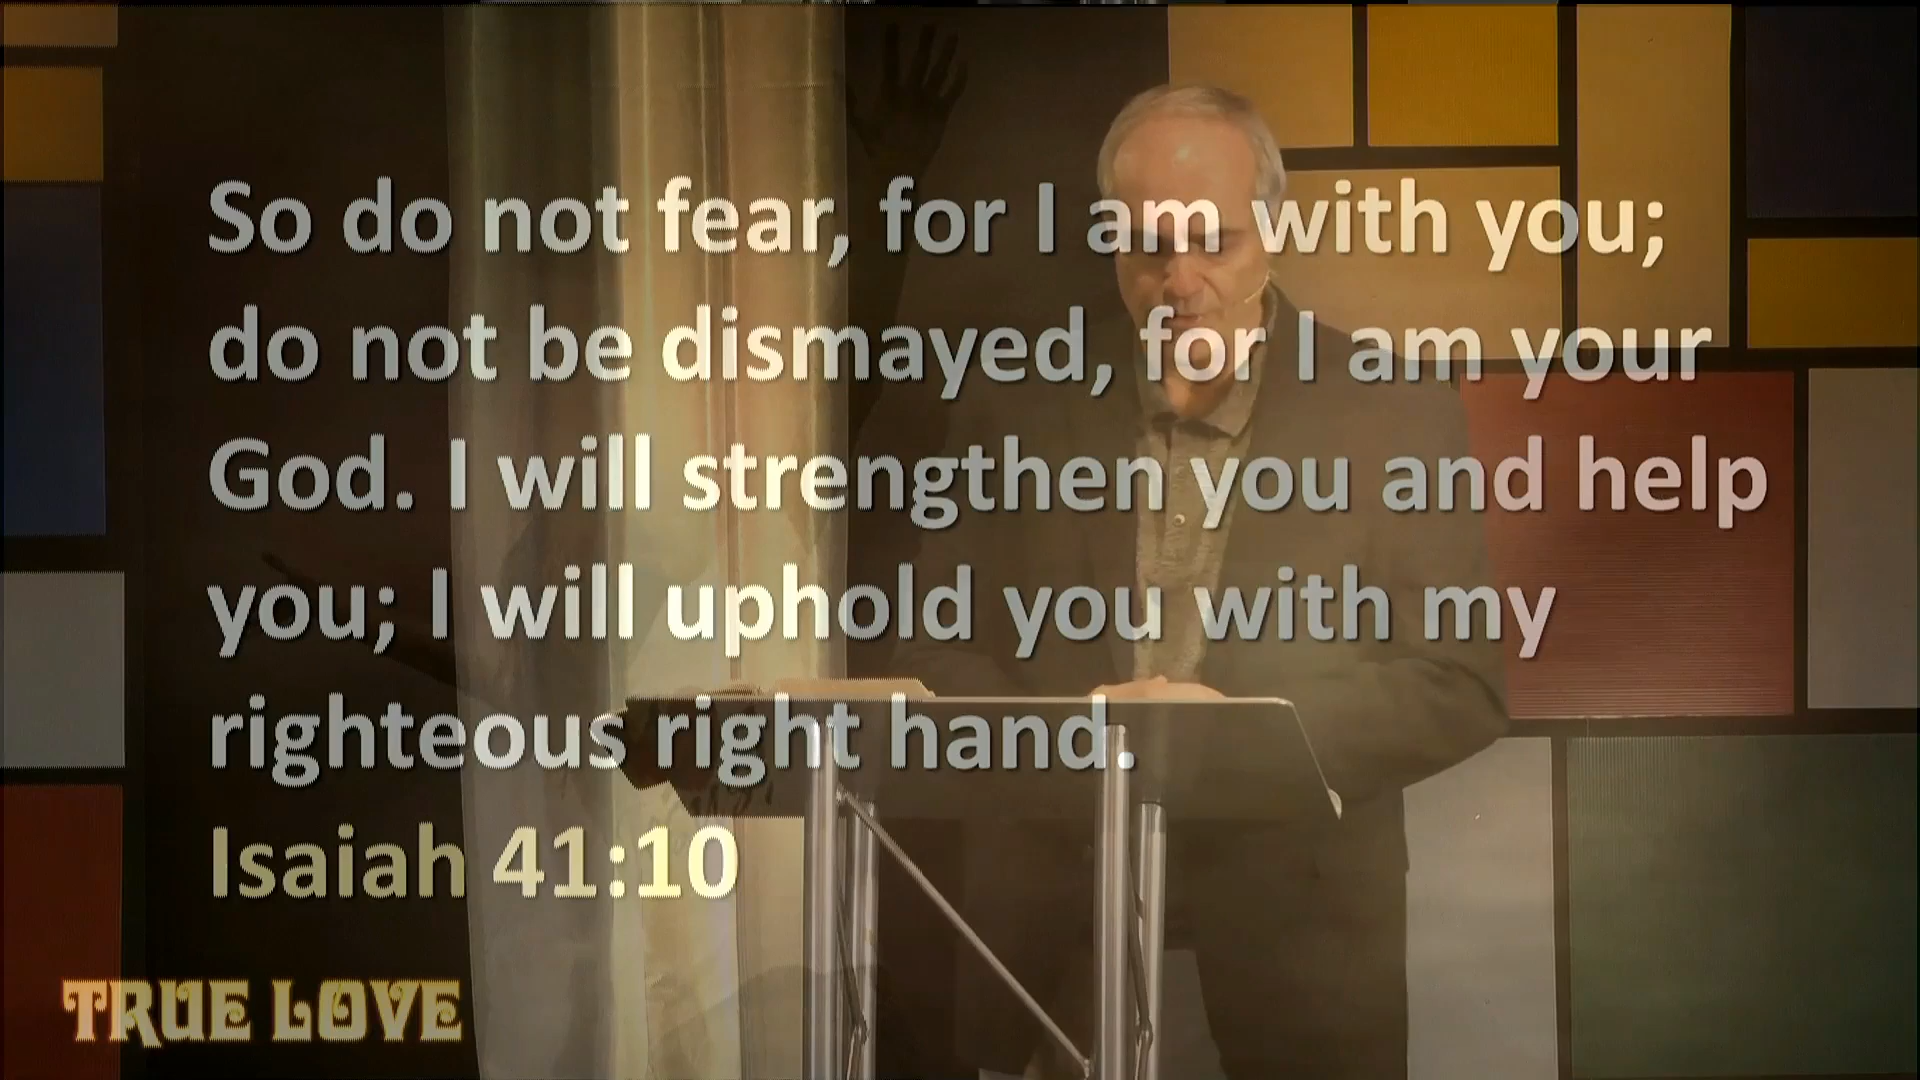 So do not fear, for I am with you;
do not be dismayed, for I am your
God. I will strengthen you and help
you; I will uphold you with my
righteous right hand.
Isaiah 41:10
TRUE LOVE